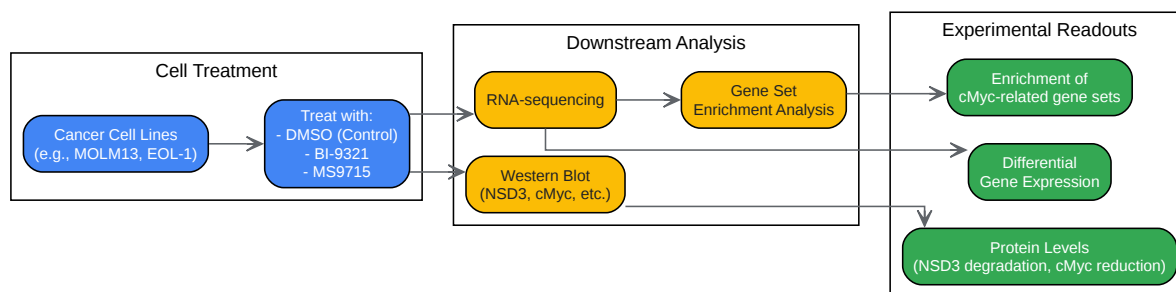 Cell Treatment
Cancer Cell Lines
(e.g., MOLM13, EOL-1)
Treat with:
- DMSO (Control)
- BI-9321
- MS9715
Downstream Analysis
RNA-sequencing
Gene Set
Enrichment Analysis
Western Blot
(NSD3, cMyc, etc.)
Experimental Readouts
Enrichment of
cMyc-related gene sets
Differential
Gene Expression
Protein Levels
(NSD3 degradation, cMyc reduction)